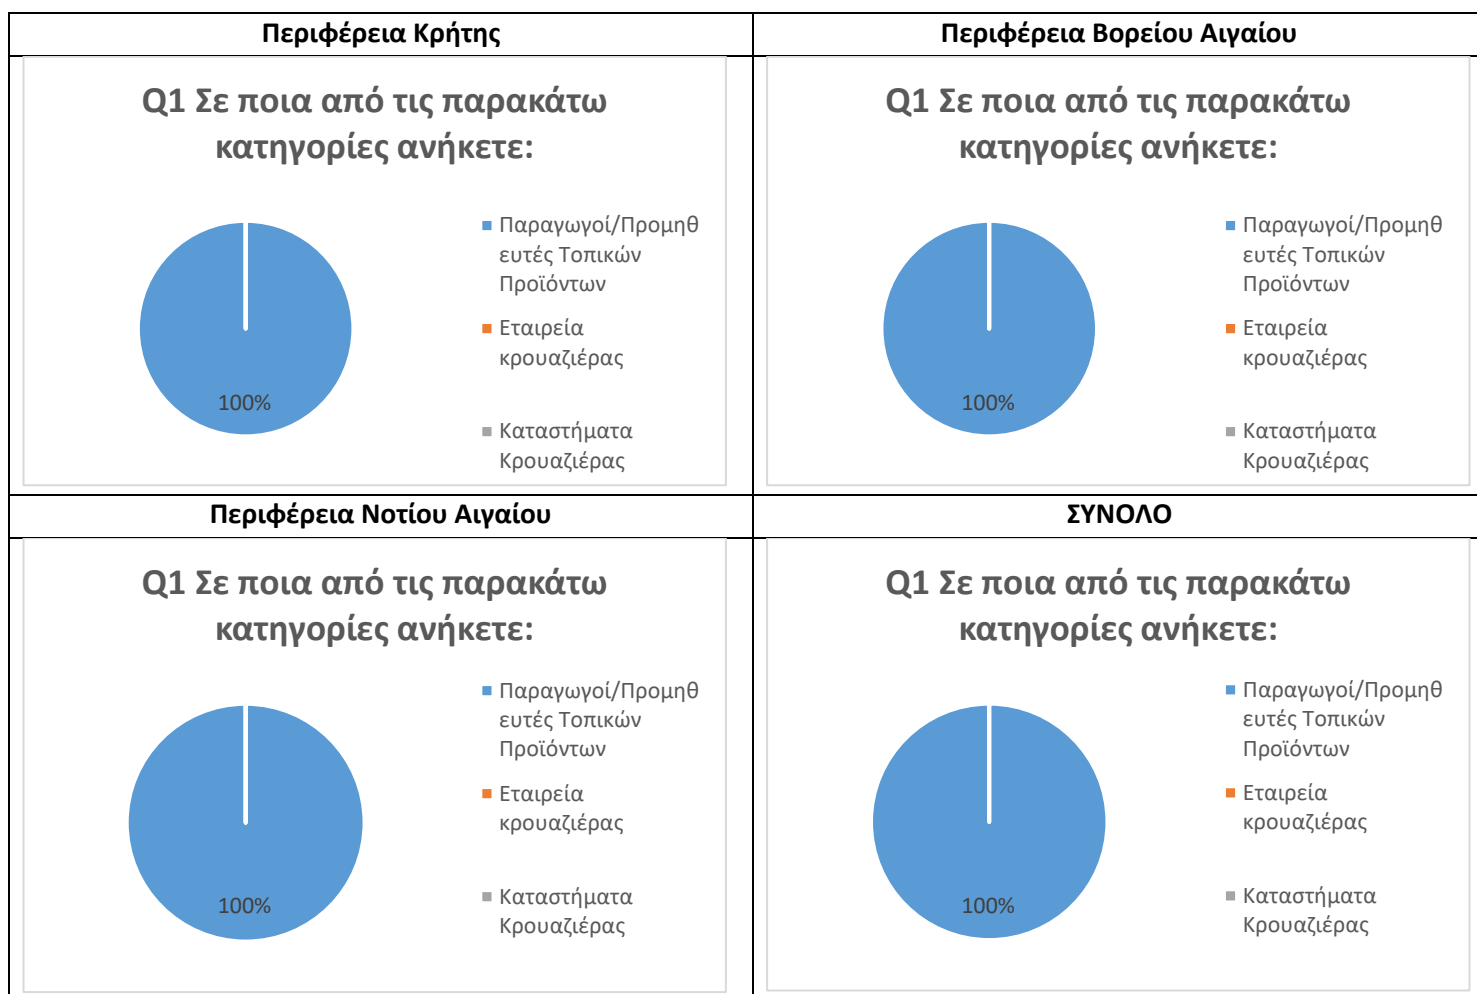 Περιφέρεια Κρήτης
Περιφέρεια Βορείου Αιγαίου
Q1 Σε ποια από τις παρακάτω
κατηγορίες ανήκετε:
Παραγωγοί/Προμηθ
ευτές Τοπικών
Προϊόντων
Εταιρεία
κρουαζιέρας
Καταστήματα
Κρουαζιέρας
100%
Q1 Σε ποια από τις παρακάτω
κατηγορίες ανήκετε:
Παραγωγοί/Προμηθ
ευτές Τοπικών
Προϊόντων
Εταιρεία
κρουαζιέρας
Καταστήματα
Κρουαζιέρας
100%
Περιφέρεια Νοτίου Αιγαίου
ΣΥΝΟΛΟ
Q1 Σε ποια από τις παρακάτω
κατηγορίες ανήκετε:
Παραγωγοί/Προμηθ
ευτές Τοπικών
Προϊόντων
Εταιρεία
κρουαζιέρας
Καταστήματα
Κρουαζιέρας
100%
Q1 Σε ποια από τις παρακάτω
κατηγορίες ανήκετε:
Παραγωγοί/Προμηθ
ευτές Τοπικών
Προϊόντων
Εταιρεία
κρουαζιέρας
Καταστήματα
Κρουαζιέρας
100%